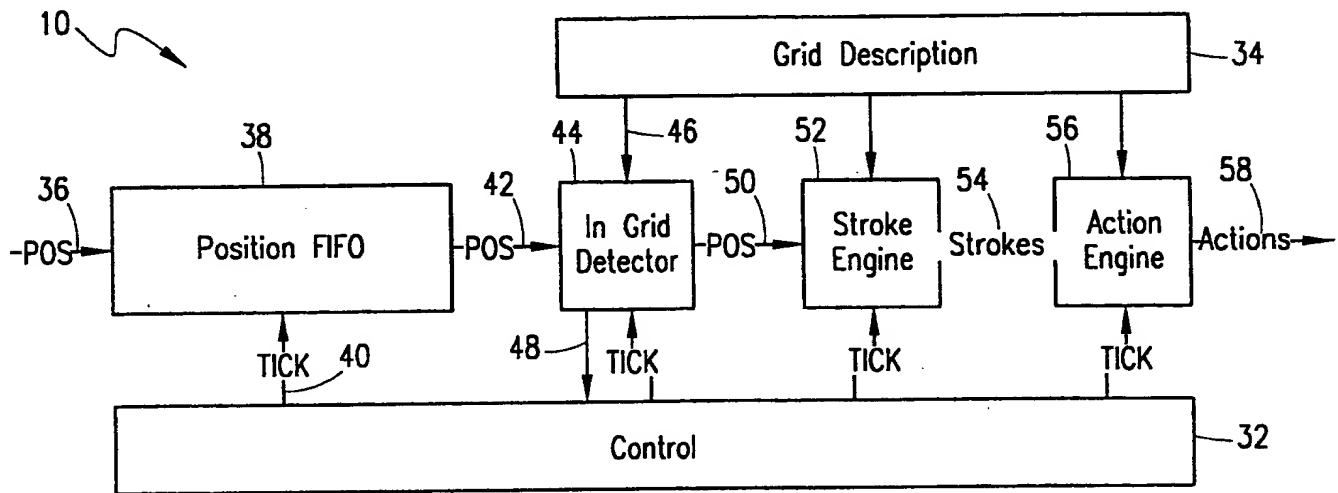 10
Grid Description
34
38
44
46
52
56
36
42
50
54
58
-POS
Position FIFO
POS
In Grid
Detector
POS
Stroke
Engine
Strokes
Action
Engine
Actions
TICK
40
48
TICK
TICK
TICK
Control
32